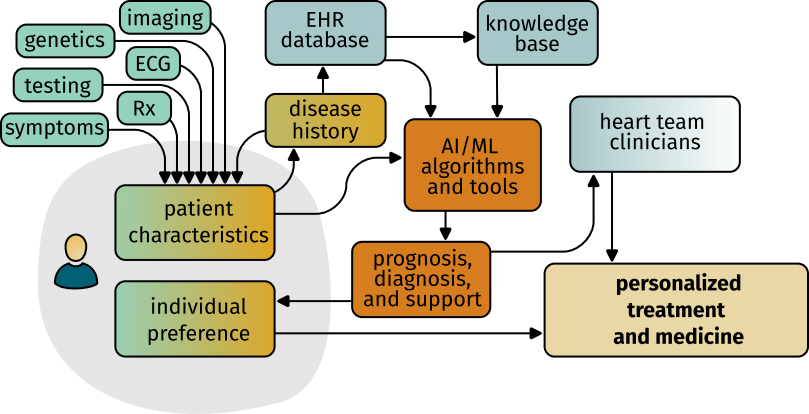 imaging
genetics
ECG
testing
Rx
symptoms
EHR
database
knowledge
base
disease
history
AI/ML
algorithms
and tools
heart team
clinicians
patient
characteristics
prognosis,
diagnosis,
and support
individual
preference
personalized
treatment
and medicine